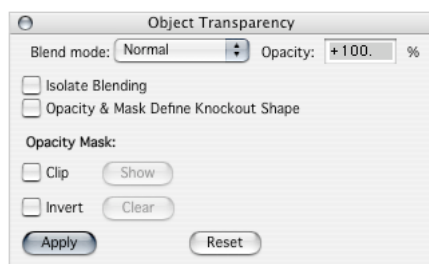 Object Transparency
Blend mode: Normal Opacity: +100. %
Isolate Blending
Opacity & Mask Define Knockout Shape
Opacity Mask:
Clip Show
Invert Clear
Apply Reset